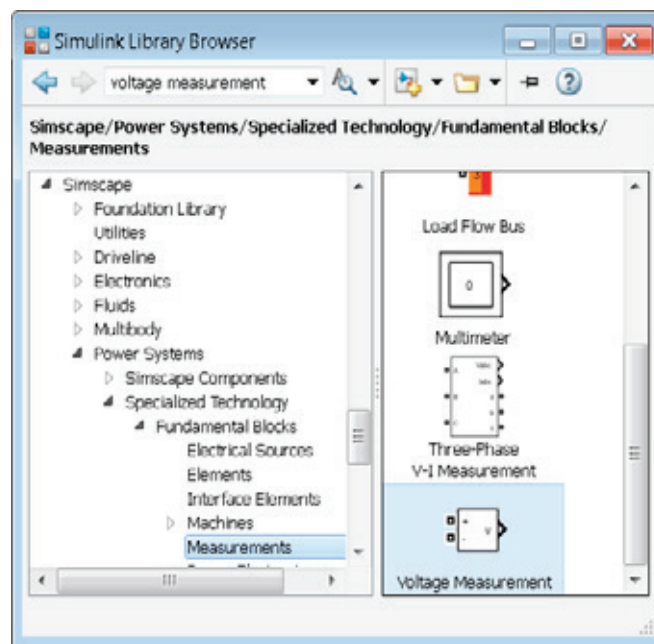 Simulink Library Browser
voltage measurement
Simscape/Power Systems/Specialized Technology/Fundamental Blocks/
Measurements
Simscape
Foundation Library
Utilities
Driveline
Electronics
Fluids
Multibody
Power Systems
Simscape Components
Specialized Technology
Fundamental Blocks
Electrical Sources
Elements
Interface Elements
Machines
Measurements
Load Flow Bus
0
Multimeter
Three-Phase
V-I Measurement
+
-
v
Voltage Measurement